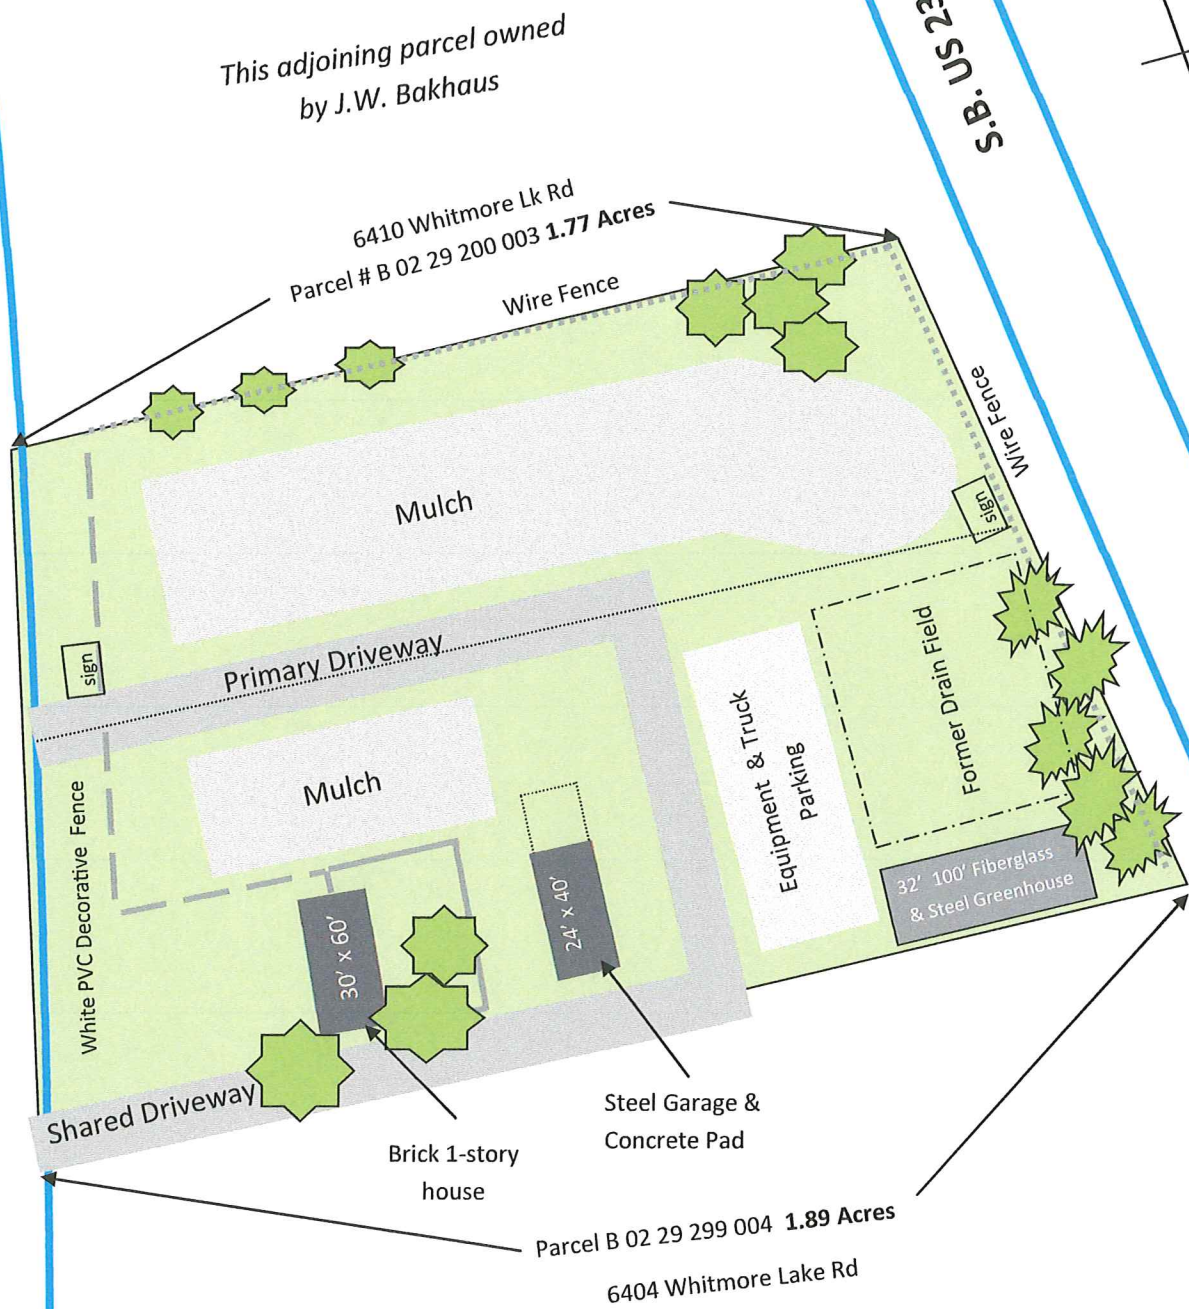 This adjoining parcel owned
by J.W. Bakhaus
S.B. US 23
6410 Whitmore Lk Rd
Parcel # B 02 29 200 003 1.77 Acres
Wire Fence
Wire Fence
Mulch
sign
sign
Primary Driveway
Former Drain Field
Equipment & Truck
Parking
Mulch
White PVC Decorative Fence
32' 100' Fiberglass
& Steel Greenhouse
24' x 40'
30' x 60'
Shared Driveway
Steel Garage &
Concrete Pad
Brick 1-story
house
Parcel B 02 29 299 004 1.89 Acres
6404 Whitmore Lake Rd